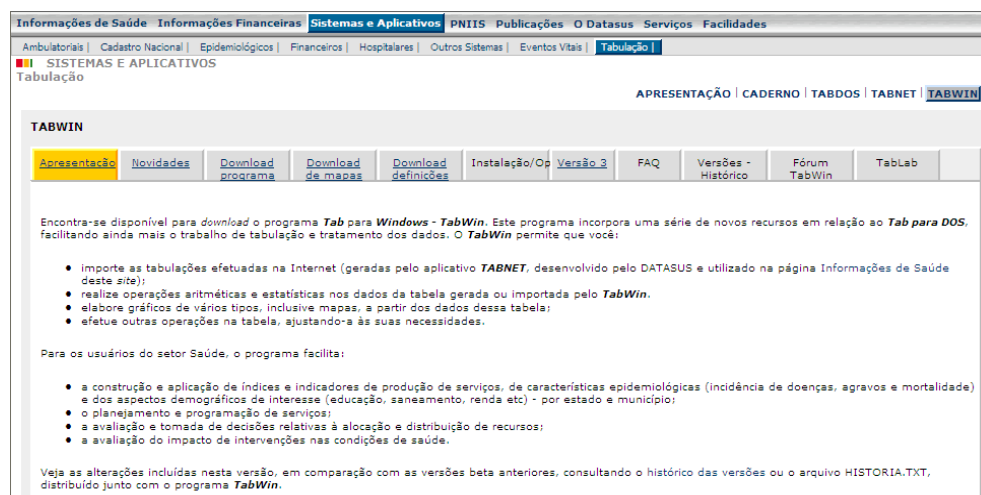 Informações de Saúde Informações Financeiras Sistemas e Aplicativos PNIIS Publicações O Datasus Serviços Facilidades
Ambulatoriais | Cadastro Nacional | Epidemiológicos | Financeiros | Hospitalares | Outros Sistemas | Eventos Vitais | Tabulação |
SISTEMAS E APLICATIVOS
Tabulação
APRESENTAÇÃO | CADERNO | TABDOS | TABNET | TABWIN
TABWIN
Apresentação Novidades Download programa Download de mapas Download definições Instalação/Op Versão 3 FAQ Versões - Histórico Fórum TabWin TabLab
Encontra-se disponível para download o programa Tab para Windows - TabWin. Este programa incorpora uma série de novos recursos em relação ao Tab para DOS,
facilitando ainda mais o trabalho de tabulação e tratamento dos dados. O TabWin permite que você:
• importe as tabulações efetuadas na Internet (geradas pelo aplicativo TABNET, desenvolvido pelo DATASUS e utilizado na página Informações de Saúde
deste site);
• realize operações aritméticas e estatísticas nos dados da tabela gerada ou importada pelo TabWin.
• elabore gráficos de vários tipos, inclusive mapas, a partir dos dados dessa tabela;
• efetue outras operações na tabela, ajustando-a às suas necessidades.
Para os usuários do setor Saúde, o programa facilita:
• a construção e aplicação de índices e indicadores de produção de serviços, de características epidemiológicas (incidência de doenças, agravos e mortalidade)
e dos aspectos demográficos de interesse (educação, saneamento, renda etc) - por estado e município;
• o planejamento e programação de serviços;
• a avaliação e tomada de decisões relativas à alocação e distribuição de recursos;
• a avaliação do impacto de intervenções nas condições de saúde.
Veja as alterações incluídas nesta versão, em comparação com as versões beta anteriores, consultando o histórico das versões ou o arquivo HISTORIA.TXT,
distribuído junto com o programa TabWin.